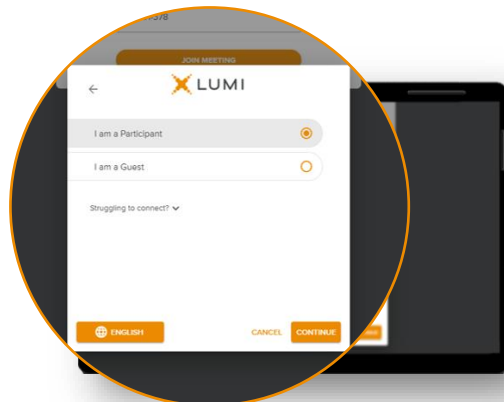 JOIN MEETING
LUMI
I am a Participant
I am a Guest
Struggling to connect?
ENGLISH
CANCEL
CONTINUE